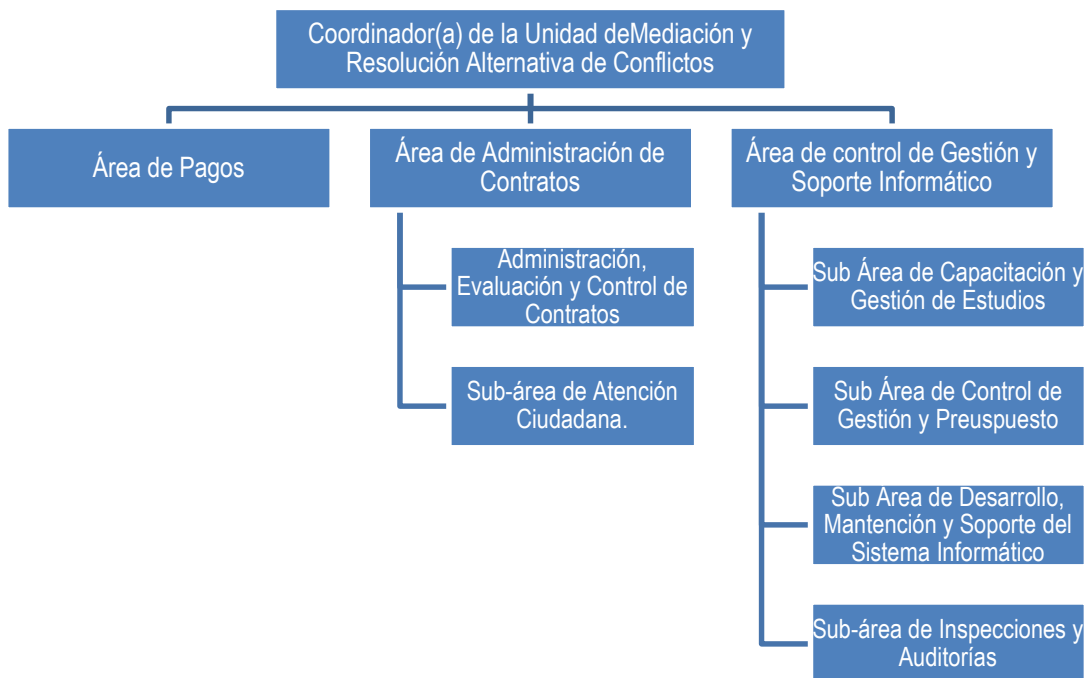 Coordinador(a) de la Unidad deMediación y
Resolución Alternativa de Conflictos
Área de Pagos
Área de Administración de
Contratos
Administración,
Evaluación y Control de
Contratos
Sub-área de Atención
Ciudadana.
Área de control de Gestión y
Soporte Informático
Sub Área de Capacitación y
Gestión de Estudios
Sub Área de Control de
Gestión y Preuspuesto
Sub Área de Desarrollo,
Mantención y Soporte del
Sistema Informático
Sub-área de Inspecciones y
Auditorías